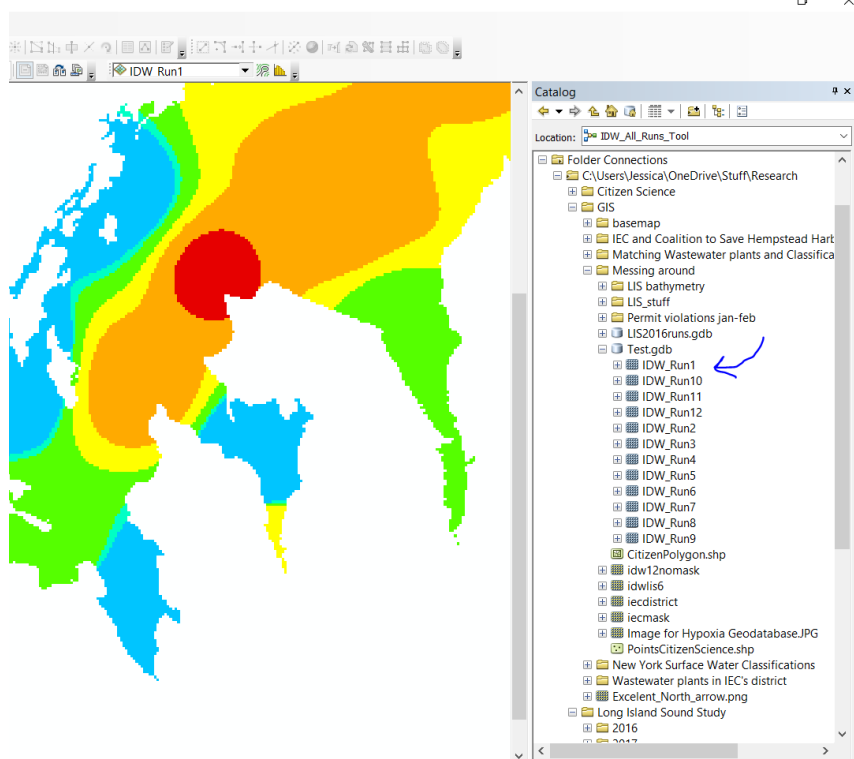 IDW Run1
Catalog
Location: IDW_All_Runs_Tool
Folder Connections
C:\Users\Jessica\OneDrive\Stuff\Research
Citizen Science
GIS
basemap
IEC and Coalition to Save Hempstead Hart
Matching Wastewater plants and Classifica
Messing around
LIS bathymetry
LIS_stuff
Permit violations jan-feb
LIS2016runs.gdb
Test.gdb
IDW_Run1
IDW_Run10
IDW_Run11
IDW_Run12
IDW_Run2
IDW_Run3
IDW_Run4
IDW_Run5
IDW_Run6
IDW_Run7
IDW_Run8
IDW_Run9
CitizenPolygon.shp
idw12nomask
idwlis6
iecdistrict
iecmask
Image for Hypoxia Geodatabase.JPG
PointsCitizenScience.shp
New York Surface Water Classifications
Wastewater plants in IEC's district
Excelent_North_arrow.png
Long Island Sound Study
2016